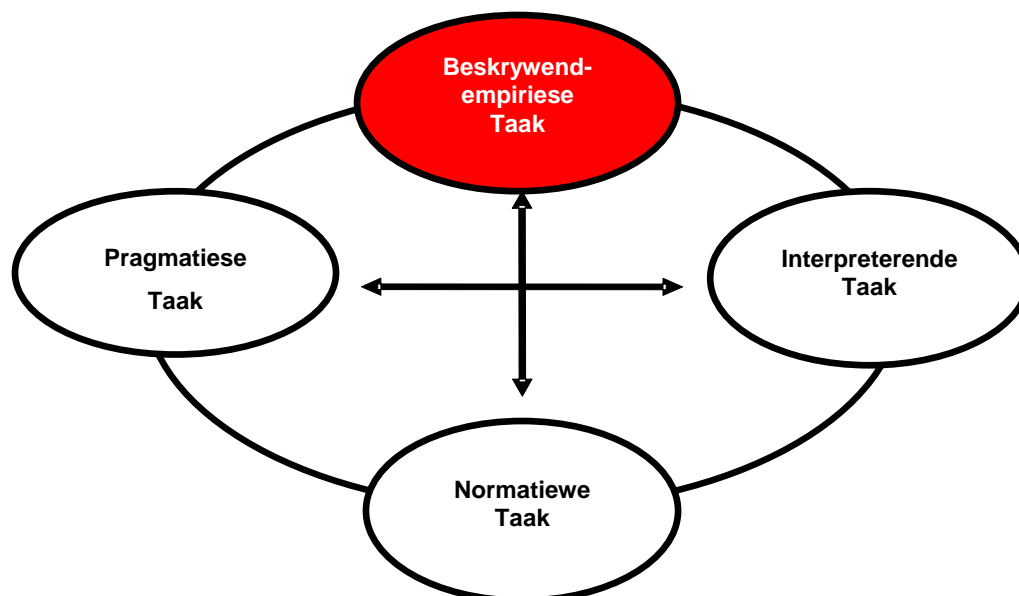 Beskrywend-
empiriese
Taak
Pragmatiese
Taak
Interpreterende
Taak
Normatiewe
Taak